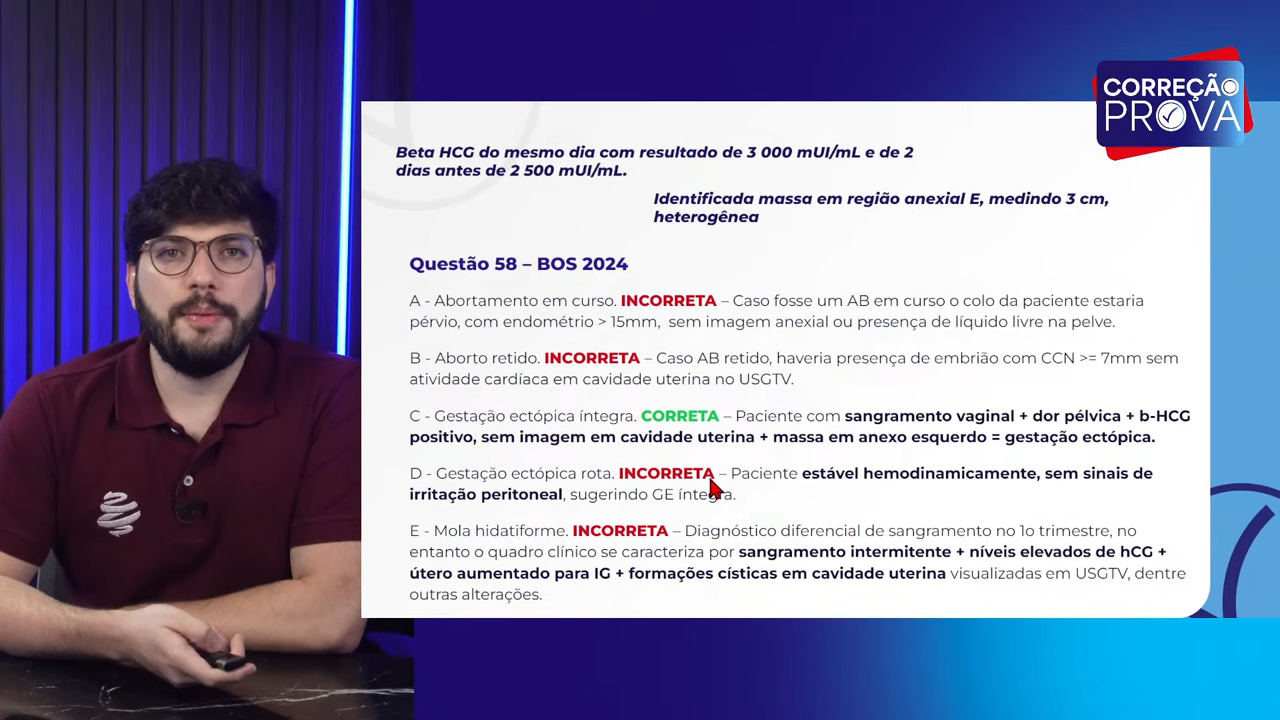 CORREÇÃO
PROVA
Beta HCG do mesmo dia com resultado de 3 000 mUI/mL e de 2
dias antes de 2 500 mUI/mL.
Identificada massa em região anexial E, medindo 3 cm,
heterogênea
Questão 58 – BOS 2024
A - Abortamento em curso. INCORRETA – Caso fosse um AB em curso o colo da paciente estaria
pérvio, com endométrio > 15mm, sem imagem anexial ou presença de líquido livre na pelve.
B - Aborto retido. INCORRETA – Caso AB retido, haveria presença de embrião com CCN >= 7mm sem
atividade cardíaca em cavidade uterina no USGTV.
C - Gestação ectópica íntegra. CORRETA – Paciente com sangramento vaginal + dor pélvica + b-HCG
positivo, sem imagem em cavidade uterina + massa em anexo esquerdo = gestação ectópica.
D - Gestação ectópica rota. INCORRETA – Paciente estável hemodinamicamente, sem sinais de
irritação peritoneal, sugerindo GE íntegra.
E - Mola hidatiforme. INCORRETA – Diagnóstico diferencial de sangramento no 1o trimestre, no
entanto o quadro clínico se caracteriza por sangramento intermitente + níveis elevados de hCG +
útero aumentado para IG + formações císticas em cavidade uterina visualizadas em USGTV, dentre
outras alterações.